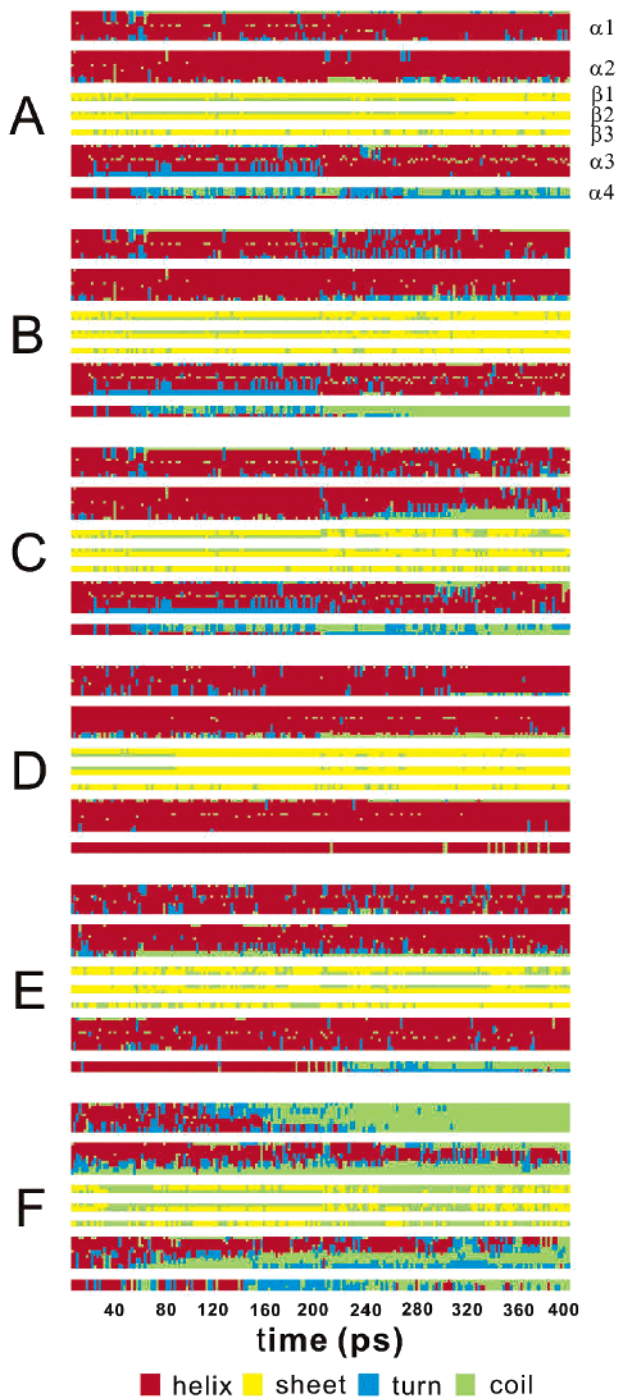 α1
α2
A
β1
β2
β3
α3
α4
B
C
D
E
F
40 80 120 160 200 240 280 320 360 400
time (ps)
helix sheet turn coil